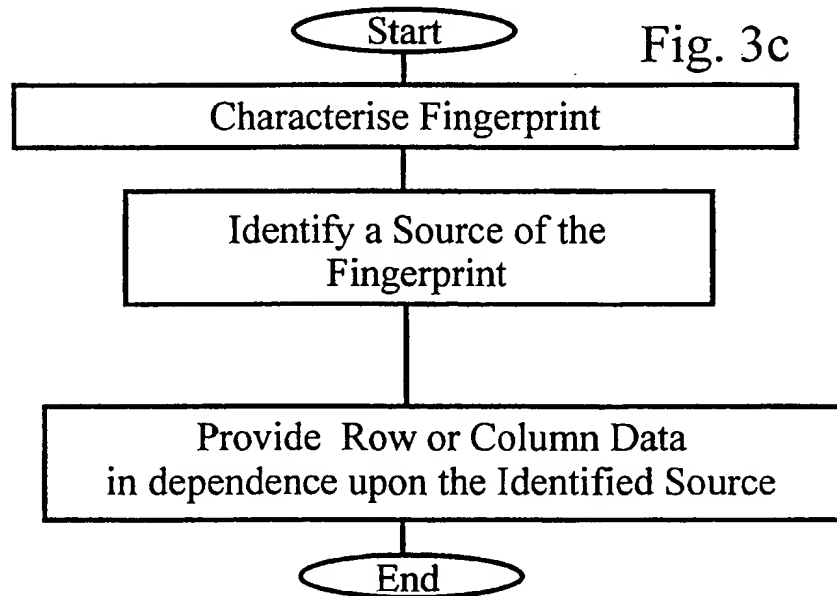 Start
Fig. 3c
Characterise Fingerprint
Identify a Source of the
Fingerprint
Provide Row or Column Data
in dependence upon the Identified Source
End